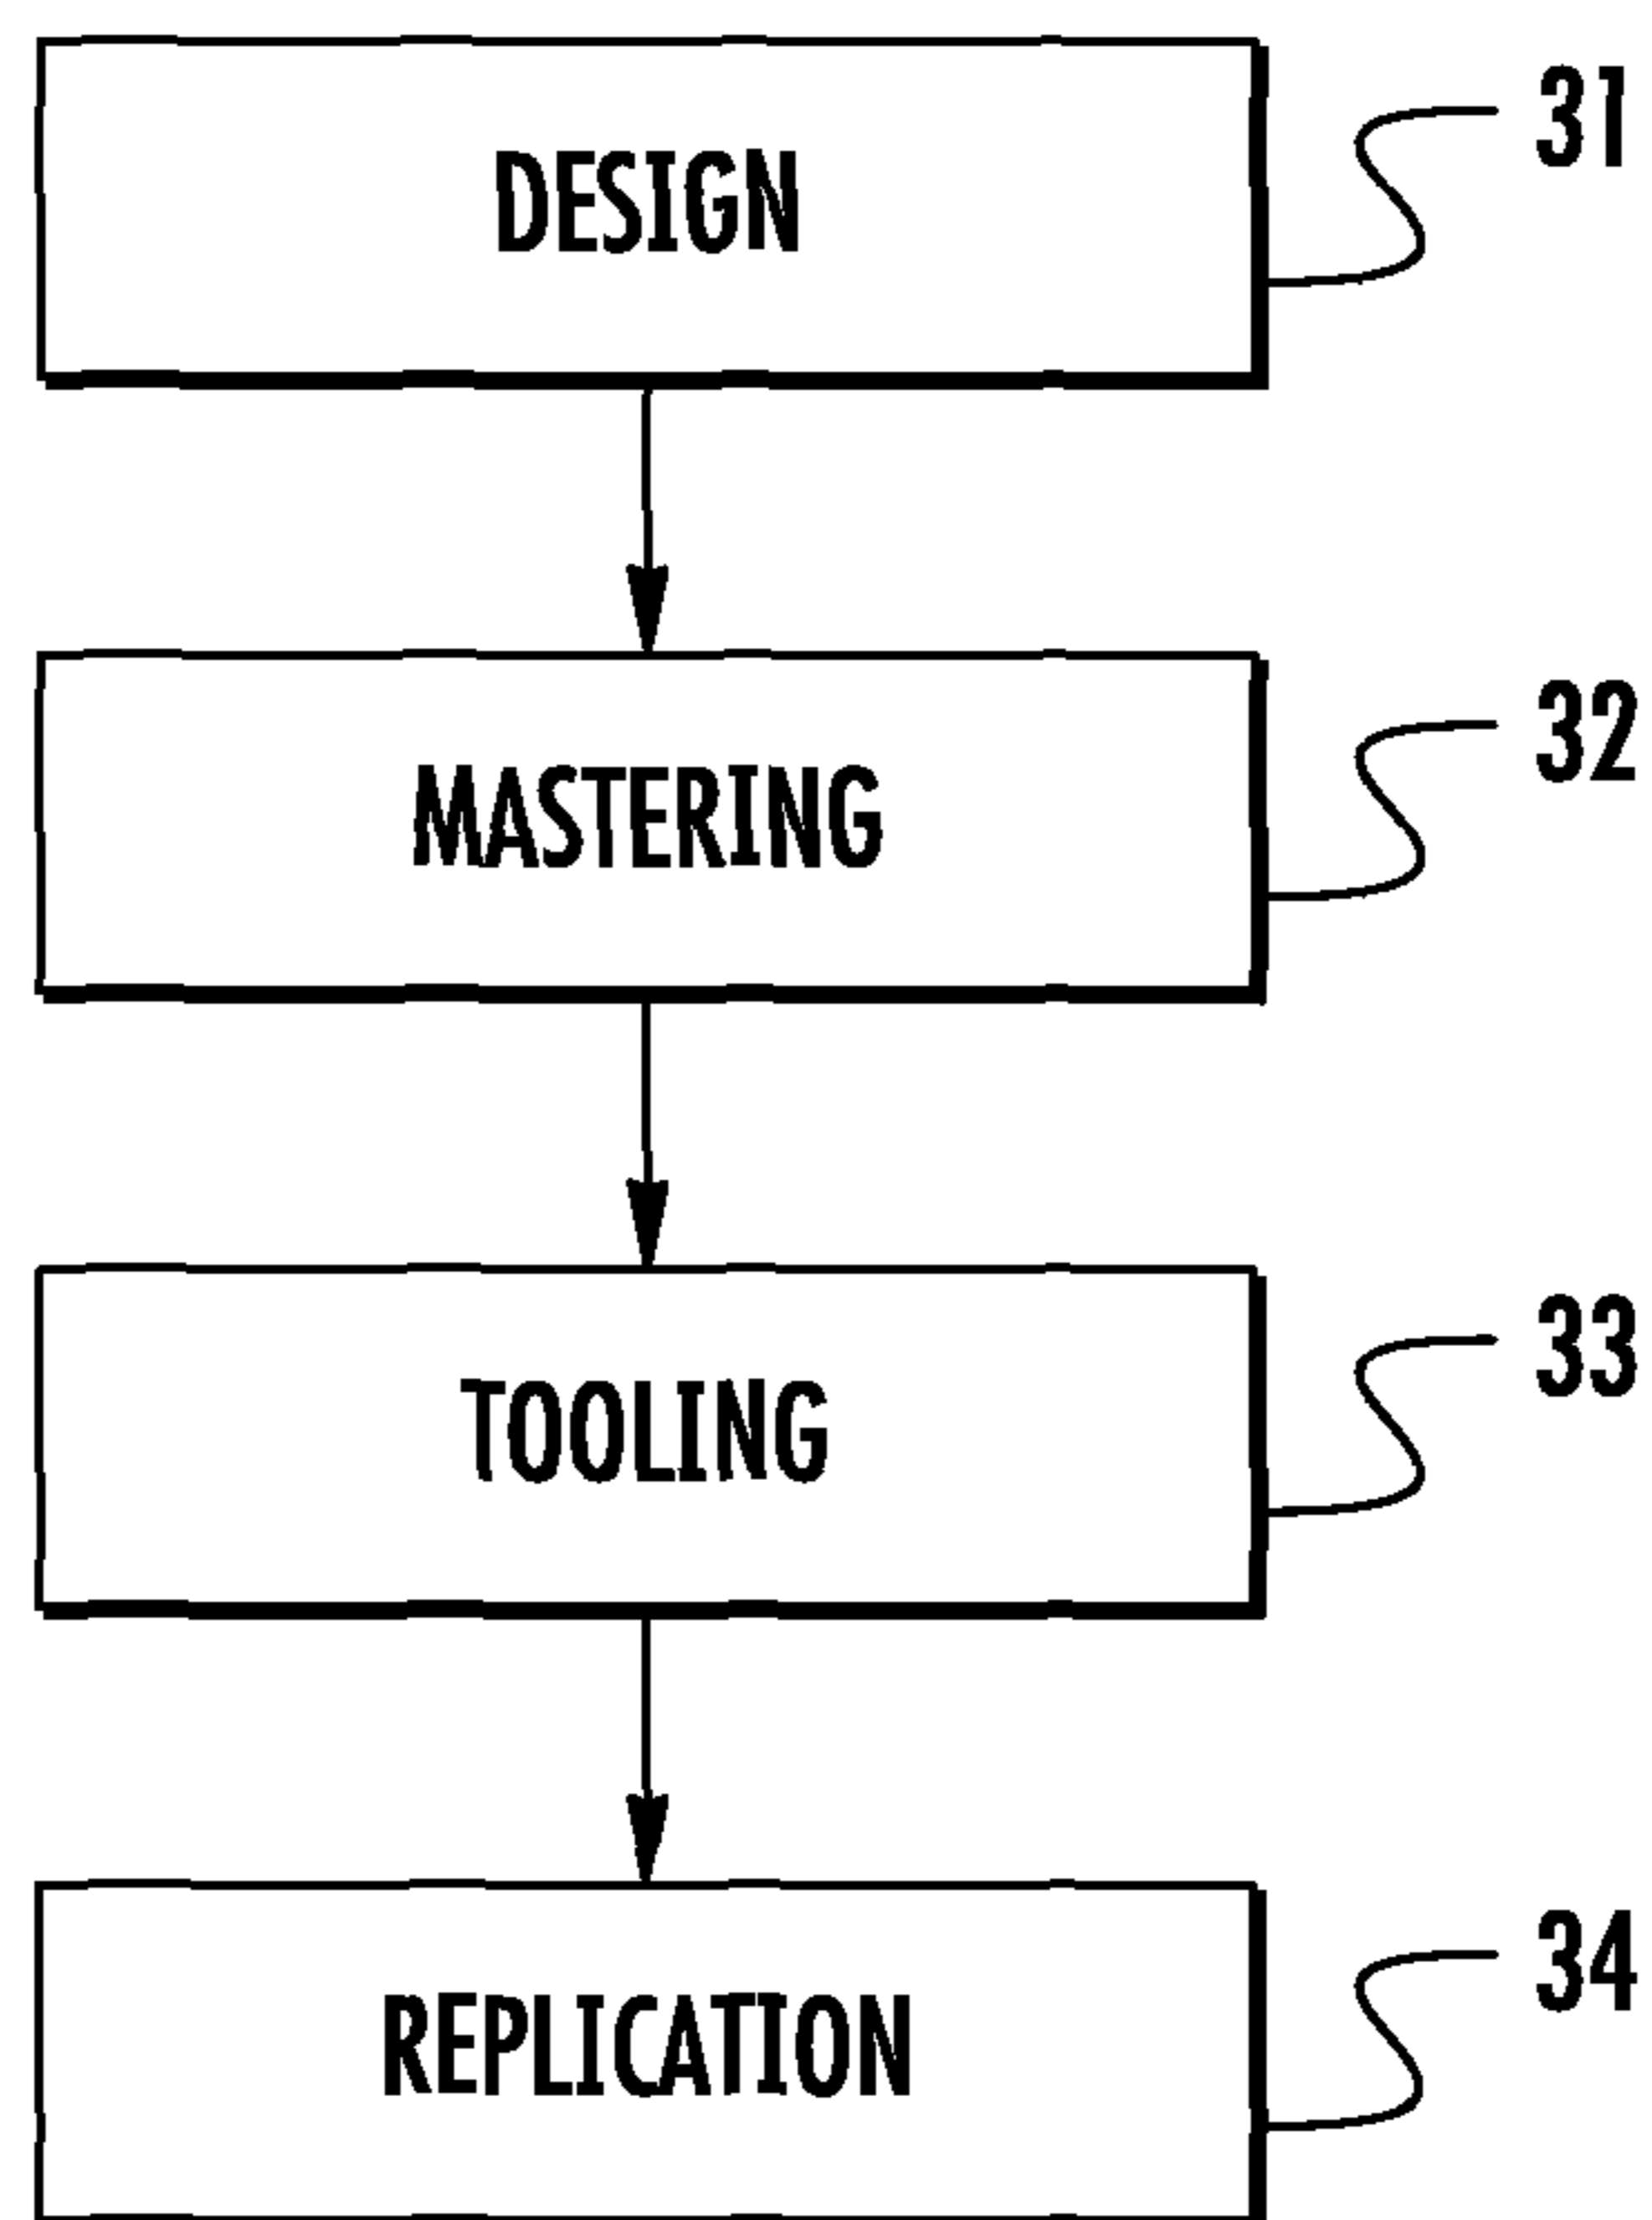 DESIGN
31
MASTERING
32
TOOLING
33
REPLICATION
34